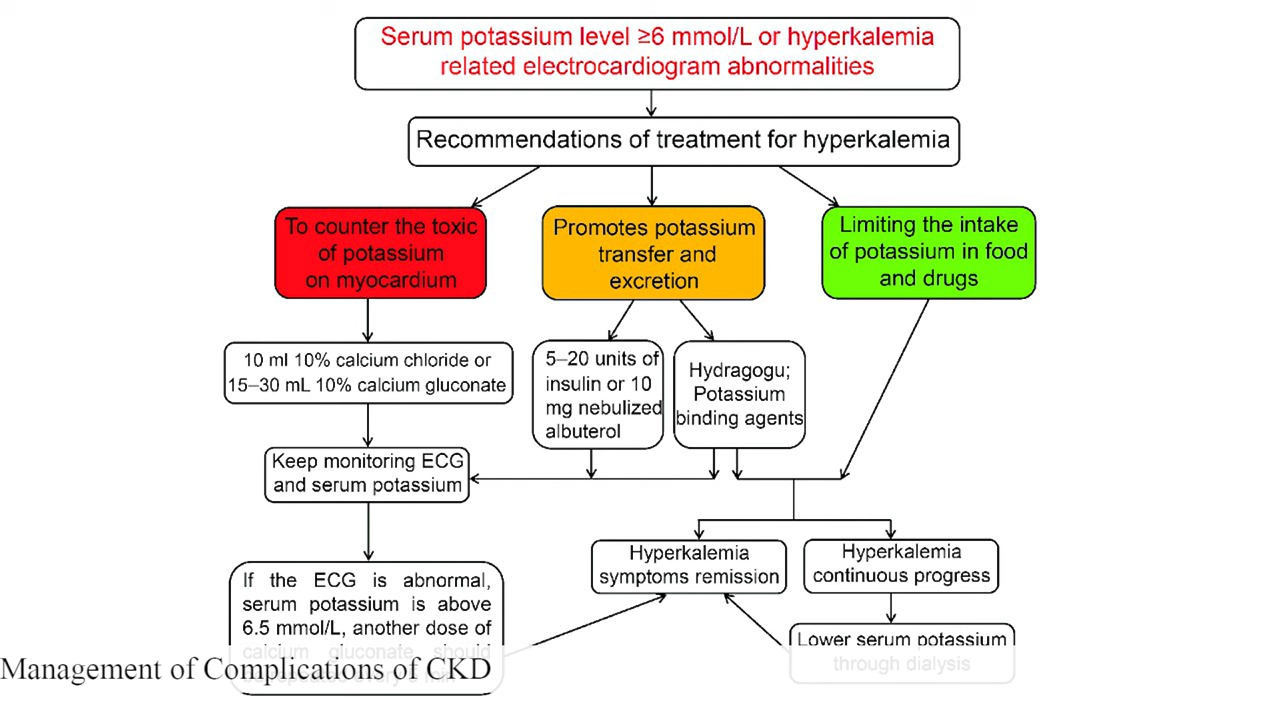 Serum potassium level ≥6 mmol/L or hyperkalemia
related electrocardiogram abnormalities
Recommendations of treatment for hyperkalemia
To counter the toxic
of potassium
on myocardium
Promotes potassium
transfer and
excretion
Limiting the intake
of potassium in food
and drugs
10 ml 10% calcium chloride or
15–30 mL 10% calcium gluconate
5–20 units of
insulin or 10
mg nebulized
albuterol
Hydragogu;
Potassium
binding agents
Keep monitoring ECG
and serum potassium
Hyperkalemia
symptoms remission
Hyperkalemia
continuous progress
If the ECG is abnormal,
serum potassium is above
6.5 mmol/L, another dose of
calcium gluconate should
Lower serum potassium
through dialysis
Management of Complications of CKD